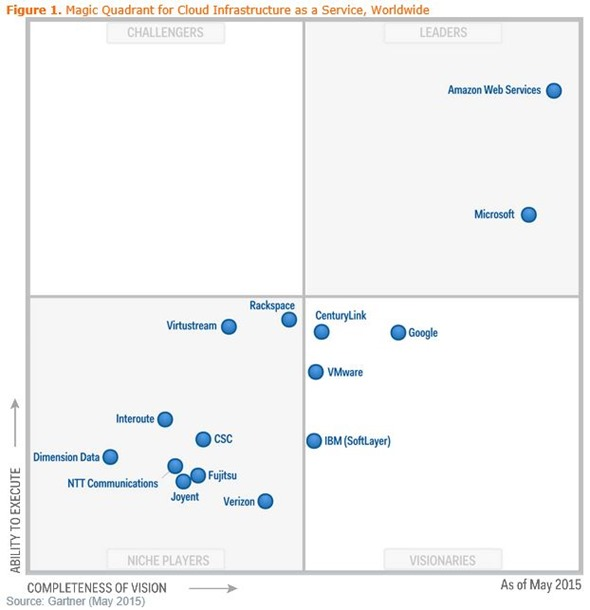 Figure 1. Magic Quadrant for Cloud Infrastructure as a Service, Worldwide
CHALLENGERS
LEADERS
Amazon Web Services
Microsoft
Rackspace
CenturyLink
Virtustream
Google
VMware
Interoute
CSC
IBM (SoftLayer)
Dimension Data
Fujitsu
NTT Communications
Joyent
Verizon
NICHE PLAYERS
VISIONARIES
ABILITY TO EXECUTE
COMPLETENESS OF VISION
As of May 2015
Source: Gartner (May 2015)